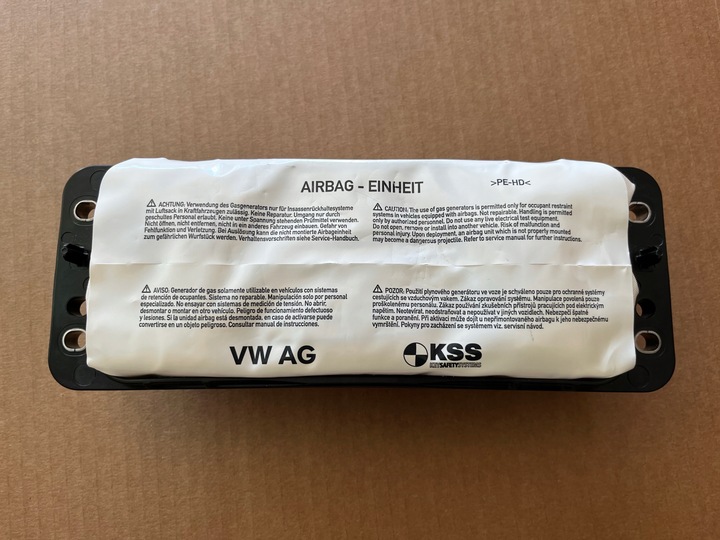 AIRBAG - EINHEIT
>PE-HD<
⚠ ACHTUNG: Verwendung des Gasgenerators nur für Insassenrückhaltesysteme
mit Luftsack in Kraftfahrzeugen zulässig. Keine Reparatur. Umgang nur durch
geschultes Personal erlaubt. Keine unter Spannung stehenden Prüfmittel verwenden.
Nicht öffnen, nicht entfernen, nicht in ein anderes Fahrzeug einbauen. Gefahr von
Fehlfunktion und Verletzung. Bei Auslösung kann die nicht montierte Airbageinheit
zum gefährlichen Wurfstück werden. Verhaltensvorschriften siehe Service-Handbuch.
⚠ CAUTION: The use of gas generators is permitted only for occupant restraint
systems in vehicles equipped with airbags. Not repairable. Handling is permitted
only by authorized personnel. Do not use any live electrical test equipment.
Do not open, remove or install into another vehicle. Risk of malfunction and
personal injury. Upon deployment, an airbag unit which is not properly mounted
may become a dangerous projectile. Refer to service manual for further instructions.
⚠ AVISO: Generador de gas solamente utilizable en vehículos con sistemas
de retención de ocupantes. Sistema no reparable. Manipulación solo por personal
especializado. No ensayar con sistemas de medición de tensión. No abrir,
desmontar o montar en otro vehículo. Peligro de funcionamiento defectuoso
y lesiones. Si la unidad airbag está desmontada, en caso de activarse puede
convertirse en un objeto peligroso. Consultar manual de instrucciones.
⚠ POZOR: Použití plynového generátoru ve voze je schváleno pouze pro ochranné systémy
cestujících se vzduchovým vakem. Zákaz opravování systému. Manipulace povolená pouze
proškolenému personálu. Zákaz používání zkušebních přístrojů pracujících pod elektrickým
napětím. Neotevírat, neodstraňovat a nepoužívat v jiných vozidlech. Nebezpečí špatné
funkce a poranění. Při aktivaci může dojít u nepřimontovaného airbagu k jeho nebezpečnému
vymrštění. Pokyny pro zacházení se systémem viz. servisní návod.
VW AG
KSS
KEYSAFETYSYSTEMS